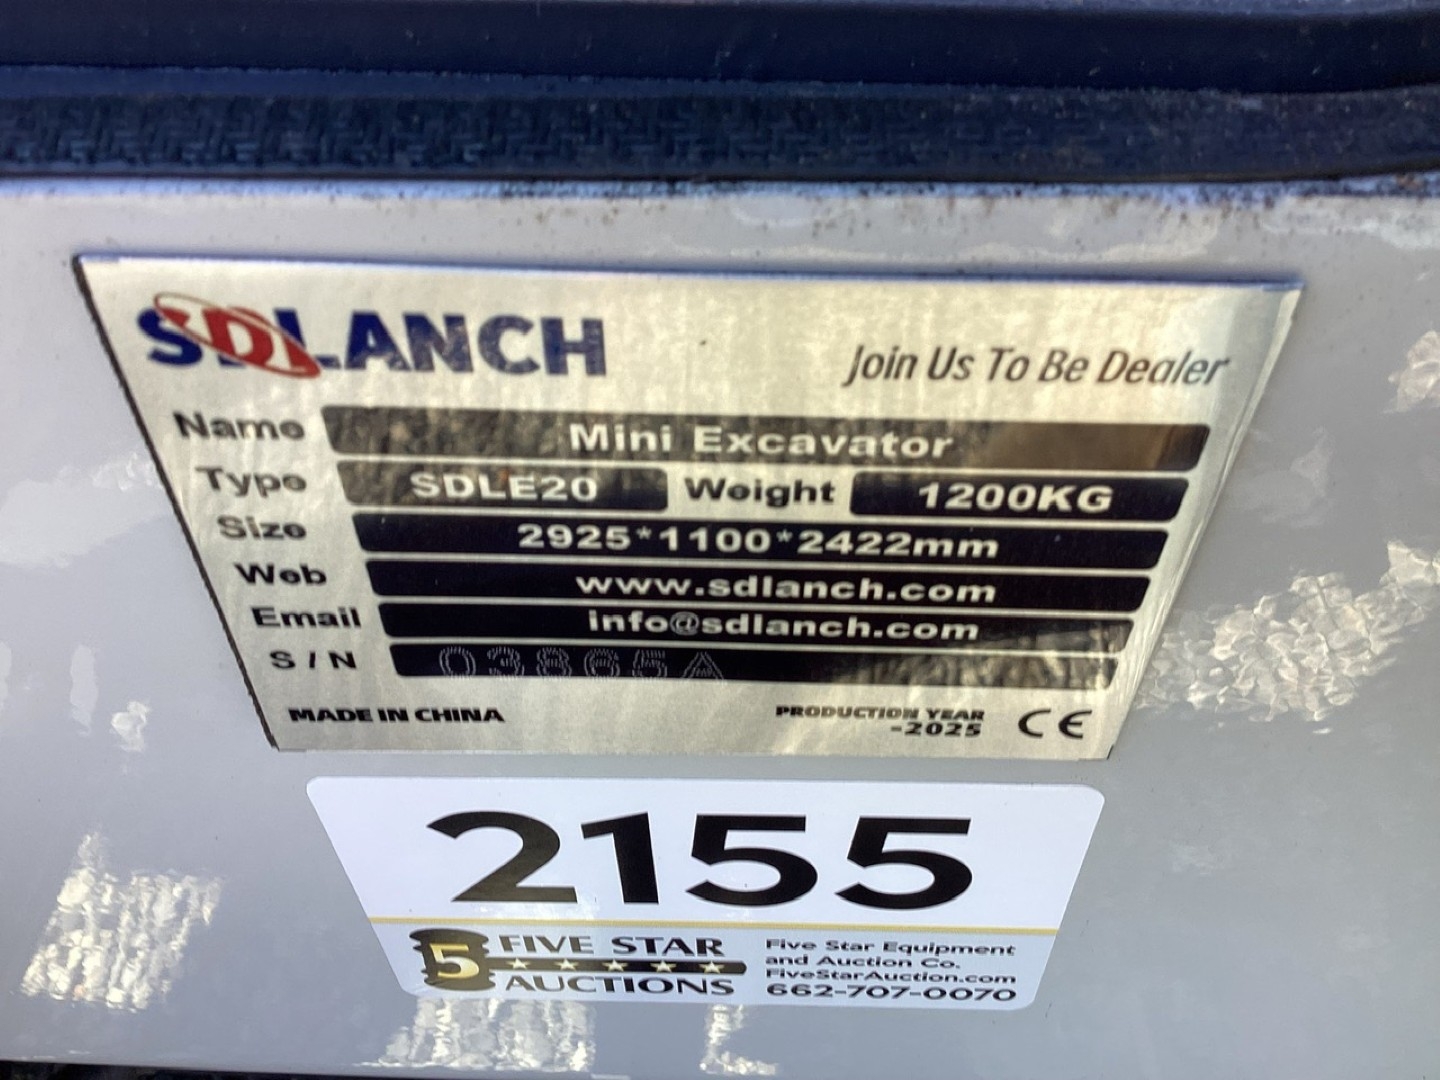 SDLANCH
Join Us To Be Dealer
Name Mini Excavator
Type SDLE20 Weight 1200KG
Size 2925*1100*2422mm
Web www.sdlanch.com
Email info@sdlanch.com
S/N 03865A
MADE IN CHINA
PRODUCTION YEAR
-2025
CE
2155
5
FIVE STAR
AUCTIONS
Five Star Equipment
and Auction Co.
FiveStarAuction.com
662-707-0070